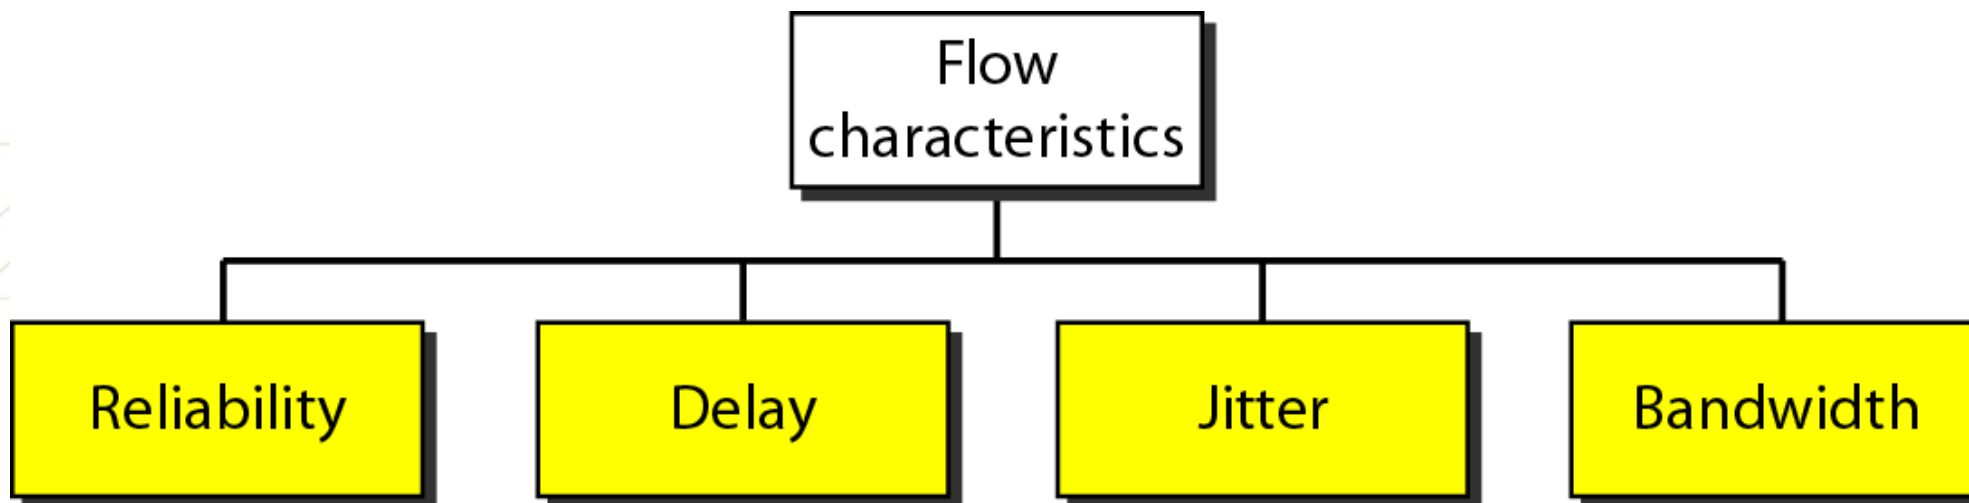 Flow
characteristics
Reliability
Delay
Jitter
Bandwidth